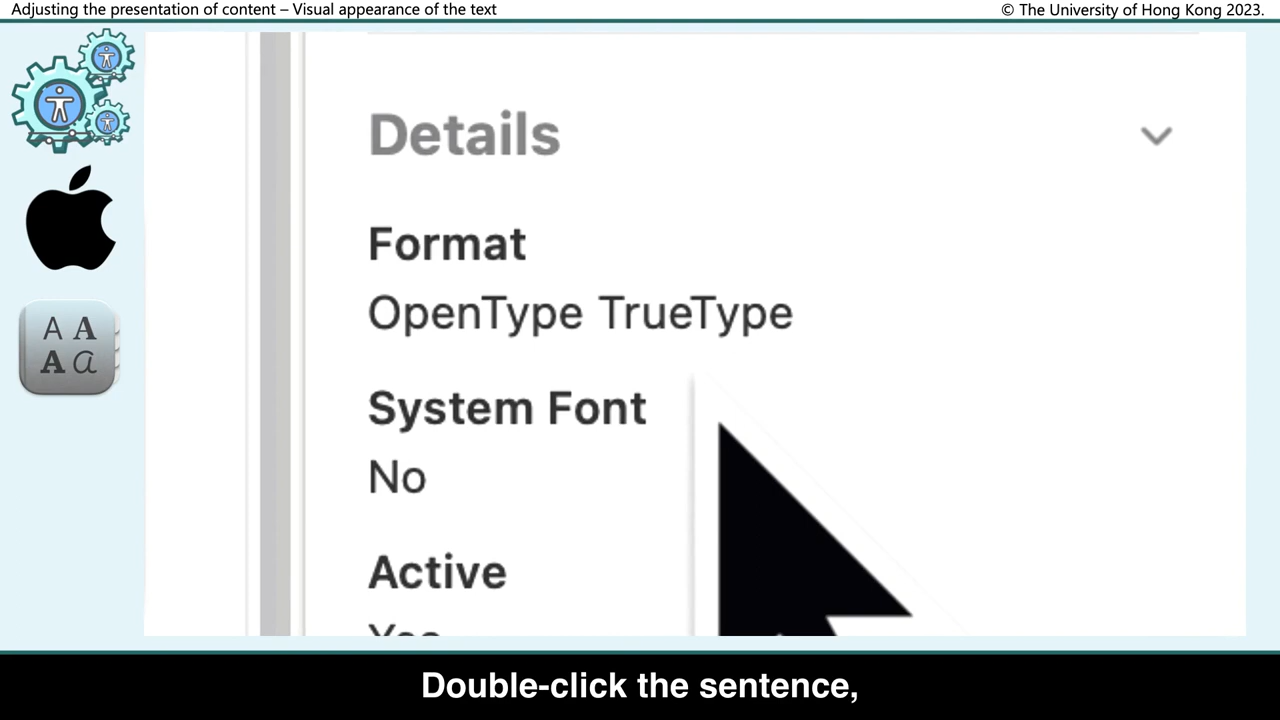 Adjusting the presentation of content – Visual appearance of the text
© The University of Hong Kong 2023.
Details
Format
OpenType TrueType
System Font
No
Active
Yes
A A
A a
Double-click the sentence,